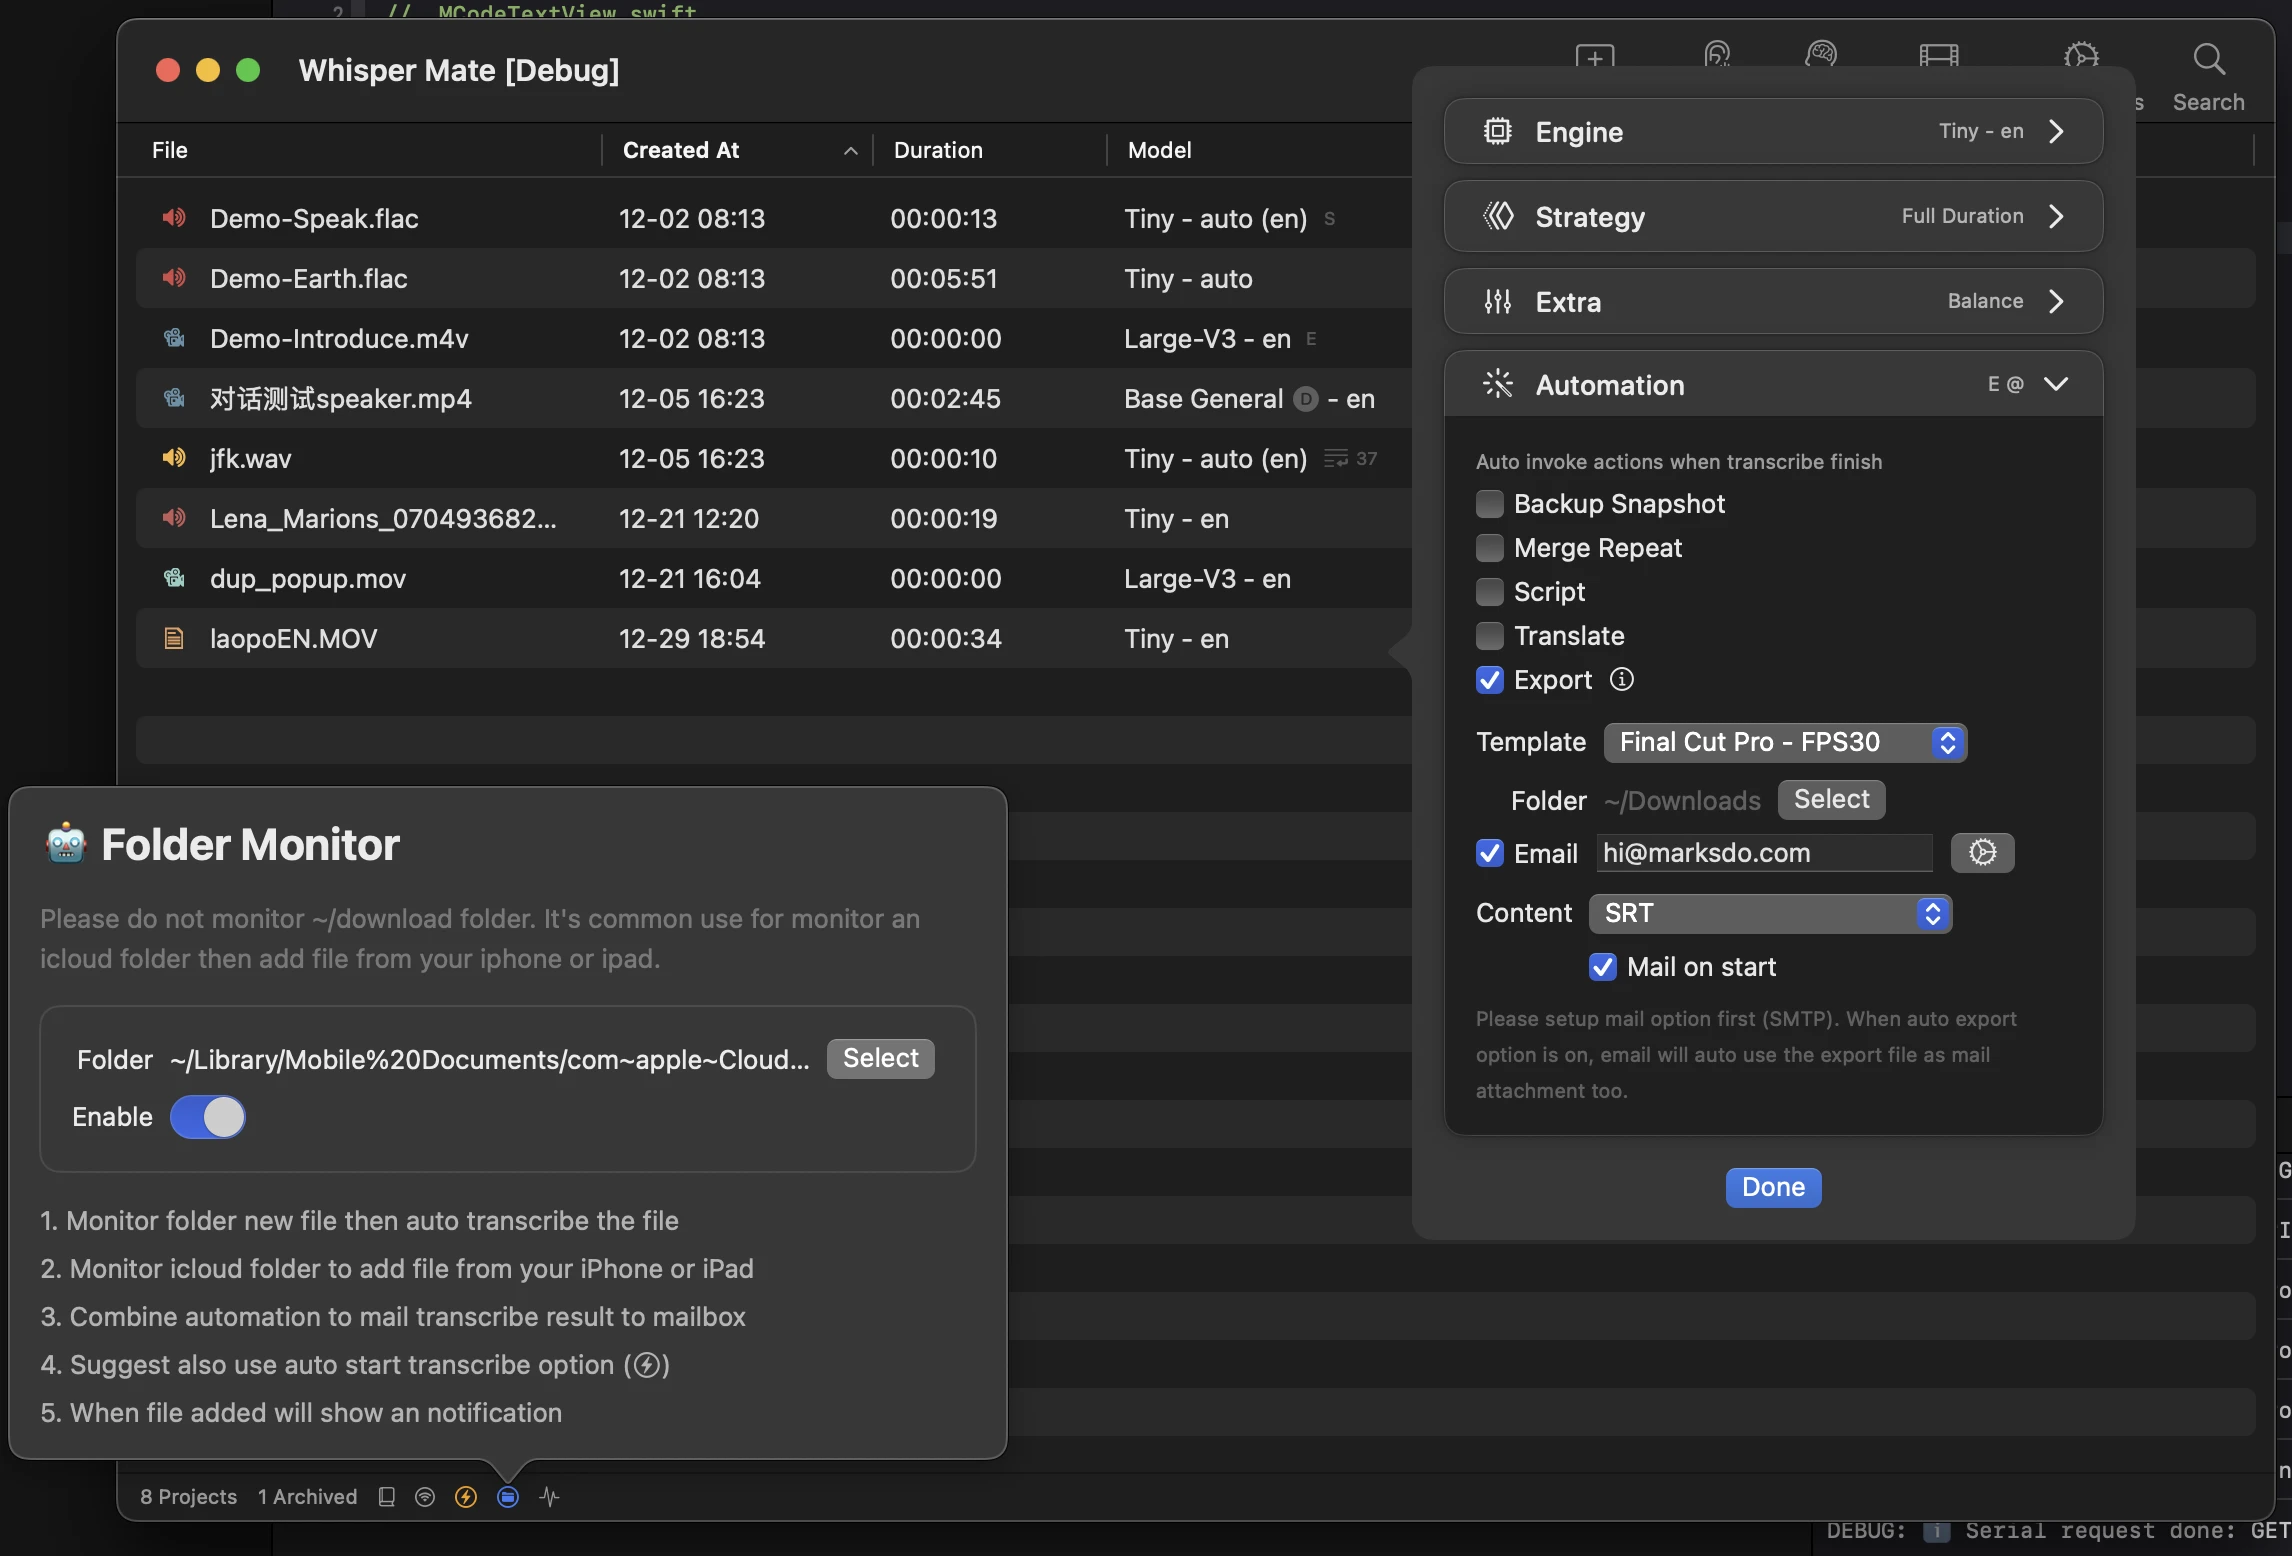 2 // MCodeTextView.swift
Whisper Mate [Debug]
s Search
File Created At Duration Model
Demo-Speak.flac 12-02 08:13 00:00:13 Tiny - auto (en) S
Demo-Earth.flac 12-02 08:13 00:05:51 Tiny - auto
Demo-Introduce.m4v 12-02 08:13 00:00:00 Large-V3 - en E
对话测试speaker.mp4 12-05 16:23 00:02:45 Base General D - en
jfk.wav 12-05 16:23 00:00:10 Tiny - auto (en) 37
Lena_Marions_070493682... 12-21 12:20 00:00:19 Tiny - en
dup_popup.mov 12-21 16:04 00:00:00 Large-V3 - en
laopoEN.MOV 12-29 18:54 00:00:34 Tiny - en
Engine Tiny - en
Strategy Full Duration
Extra Balance
Automation E @
Auto invoke actions when transcribe finish
Backup Snapshot
Merge Repeat
Script
Translate
Export
Template Final Cut Pro - FPS30
Folder ~/Downloads Select
Email hi@marksdo.com
Content SRT
Mail on start
Please setup mail option first (SMTP). When auto export
option is on, email will auto use the export file as mail
attachment too.
Done
Folder Monitor
Please do not monitor ~/download folder. It's common use for monitor an
icloud folder then add file from your iphone or ipad.
Folder ~/Library/Mobile%20Documents/com~apple~Cloud... Select
Enable
1. Monitor folder new file then auto transcribe the file
2. Monitor icloud folder to add file from your iPhone or iPad
3. Combine automation to mail transcribe result to mailbox
4. Suggest also use auto start transcribe option ()
5. When file added will show an notification
8 Projects 1 Archived
DEBUG: Serial request done: GET